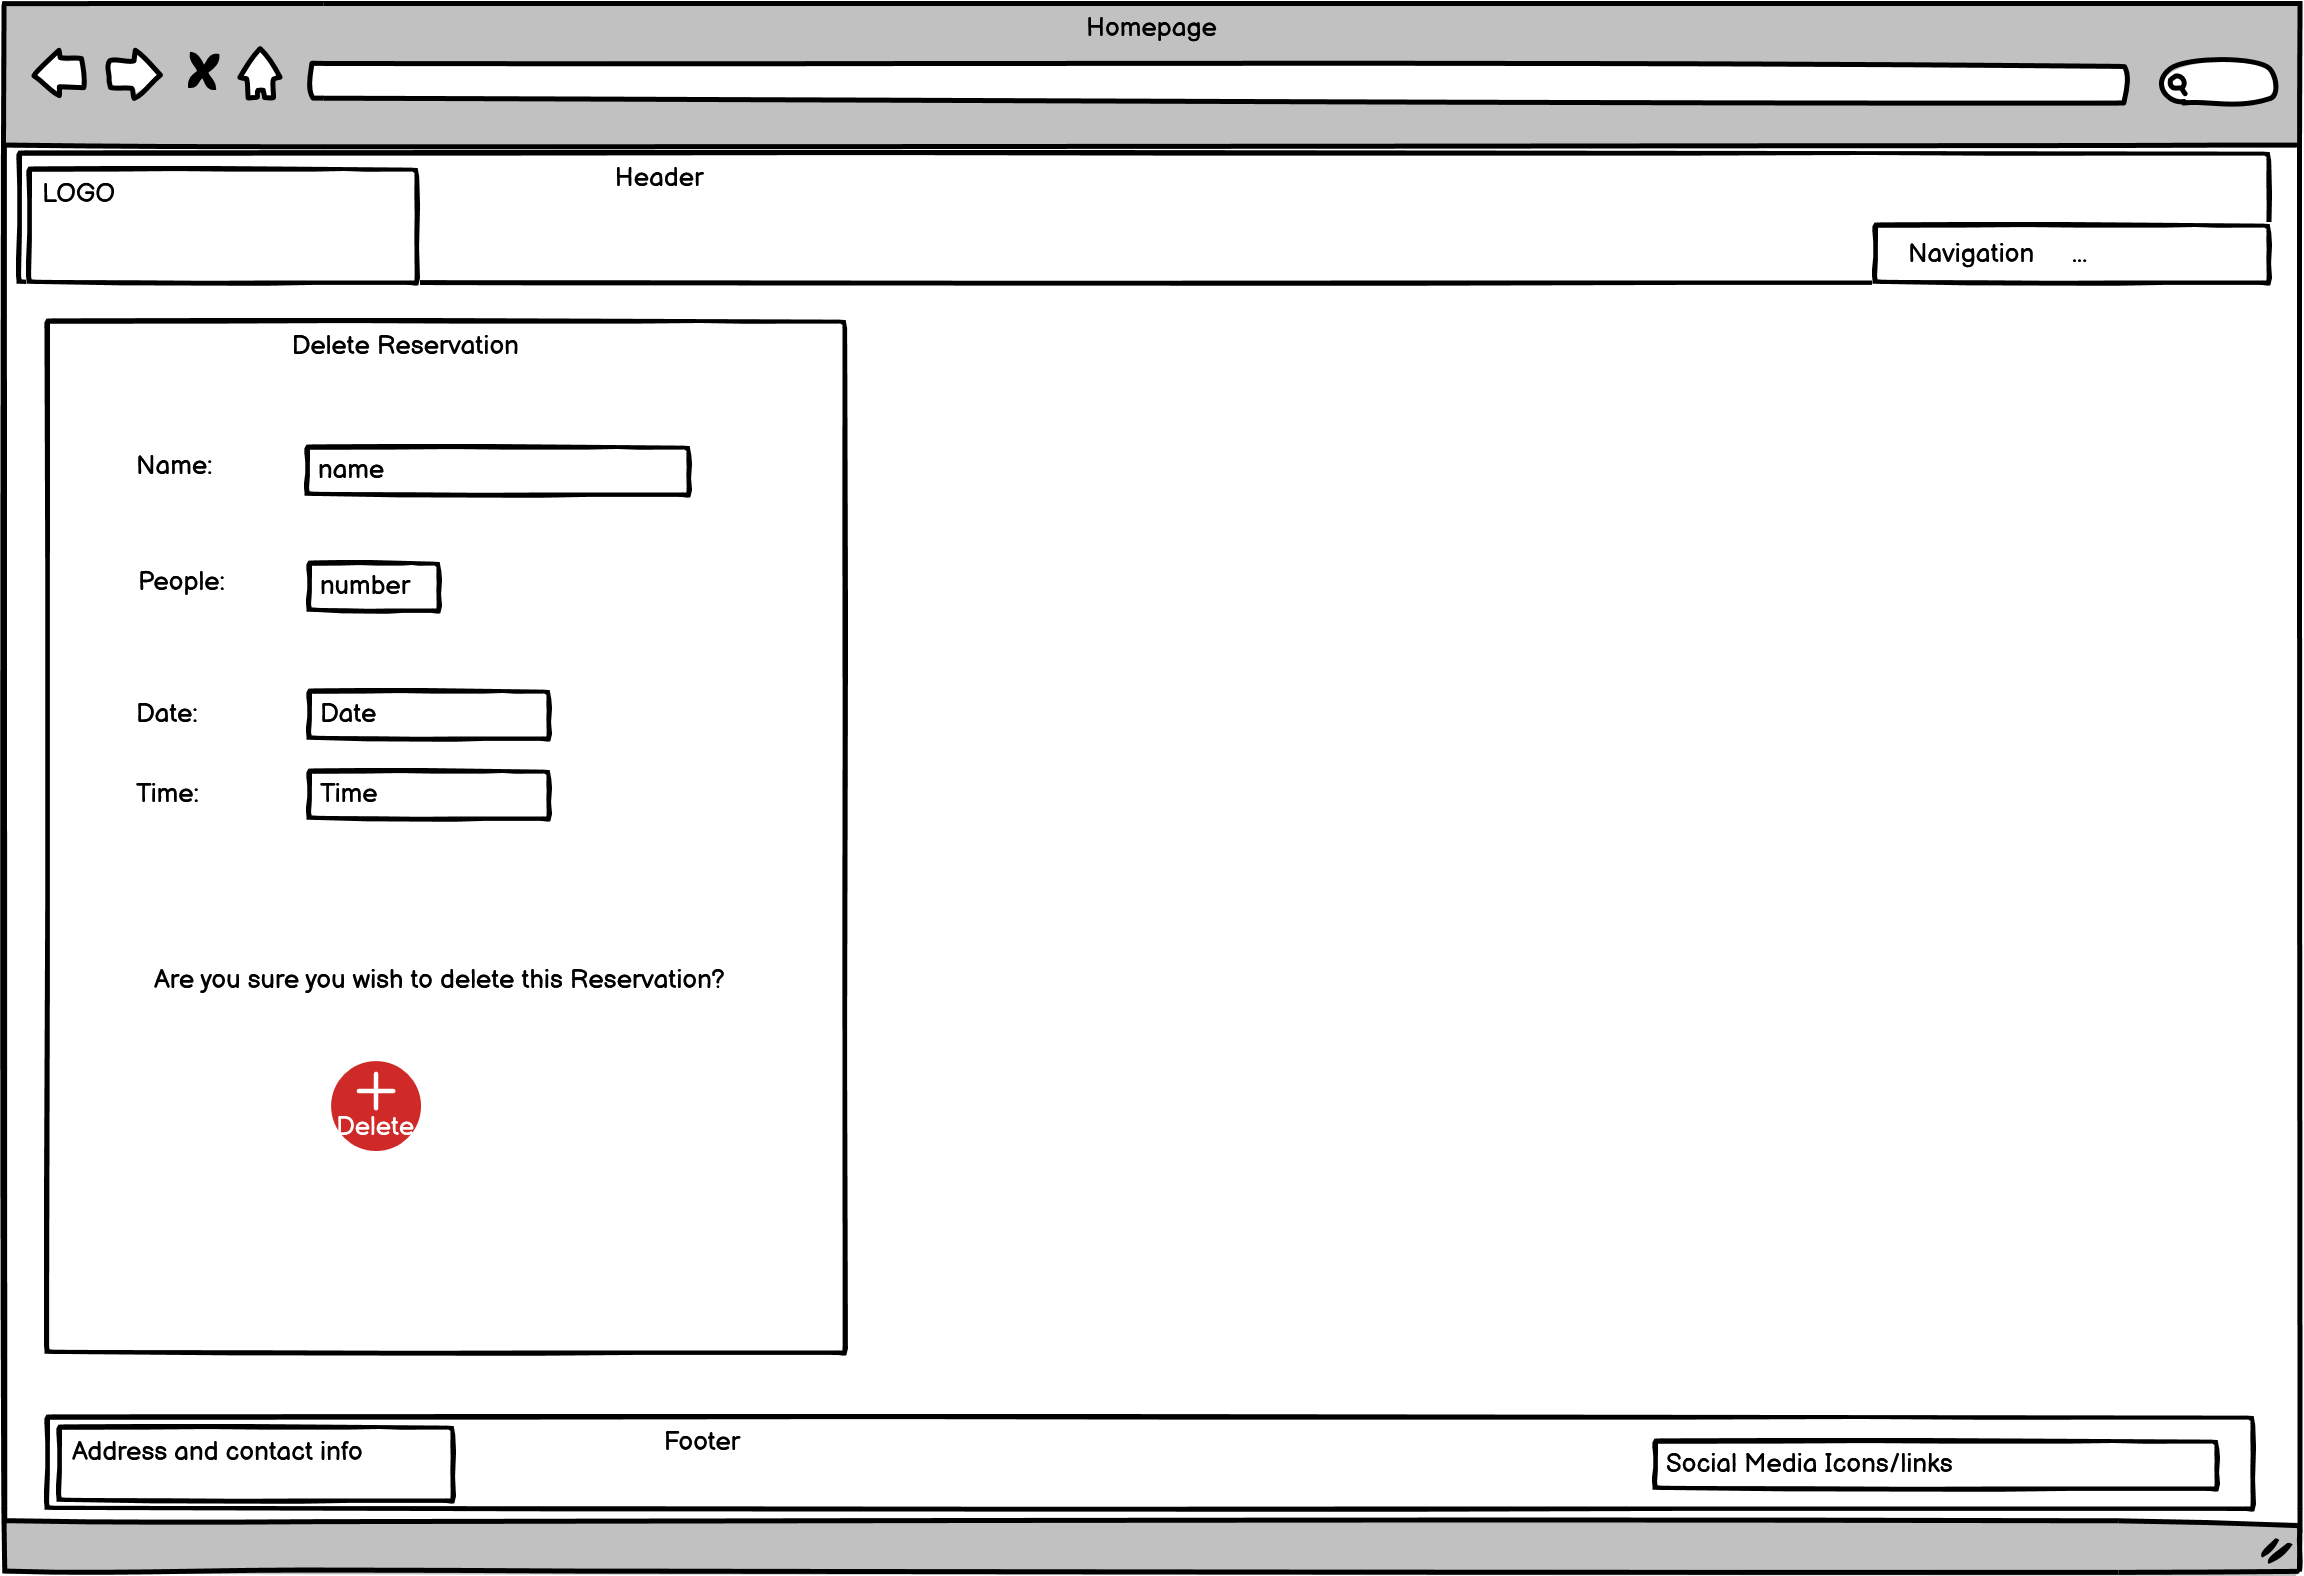 Homepage
LOGO
Header
Navigation ...
Delete Reservation
Name: name
People: number
Date: Date
Time: Time
Are you sure you wish to delete this Reservation?
Delete
Address and contact info
Footer
Social Media Icons/links